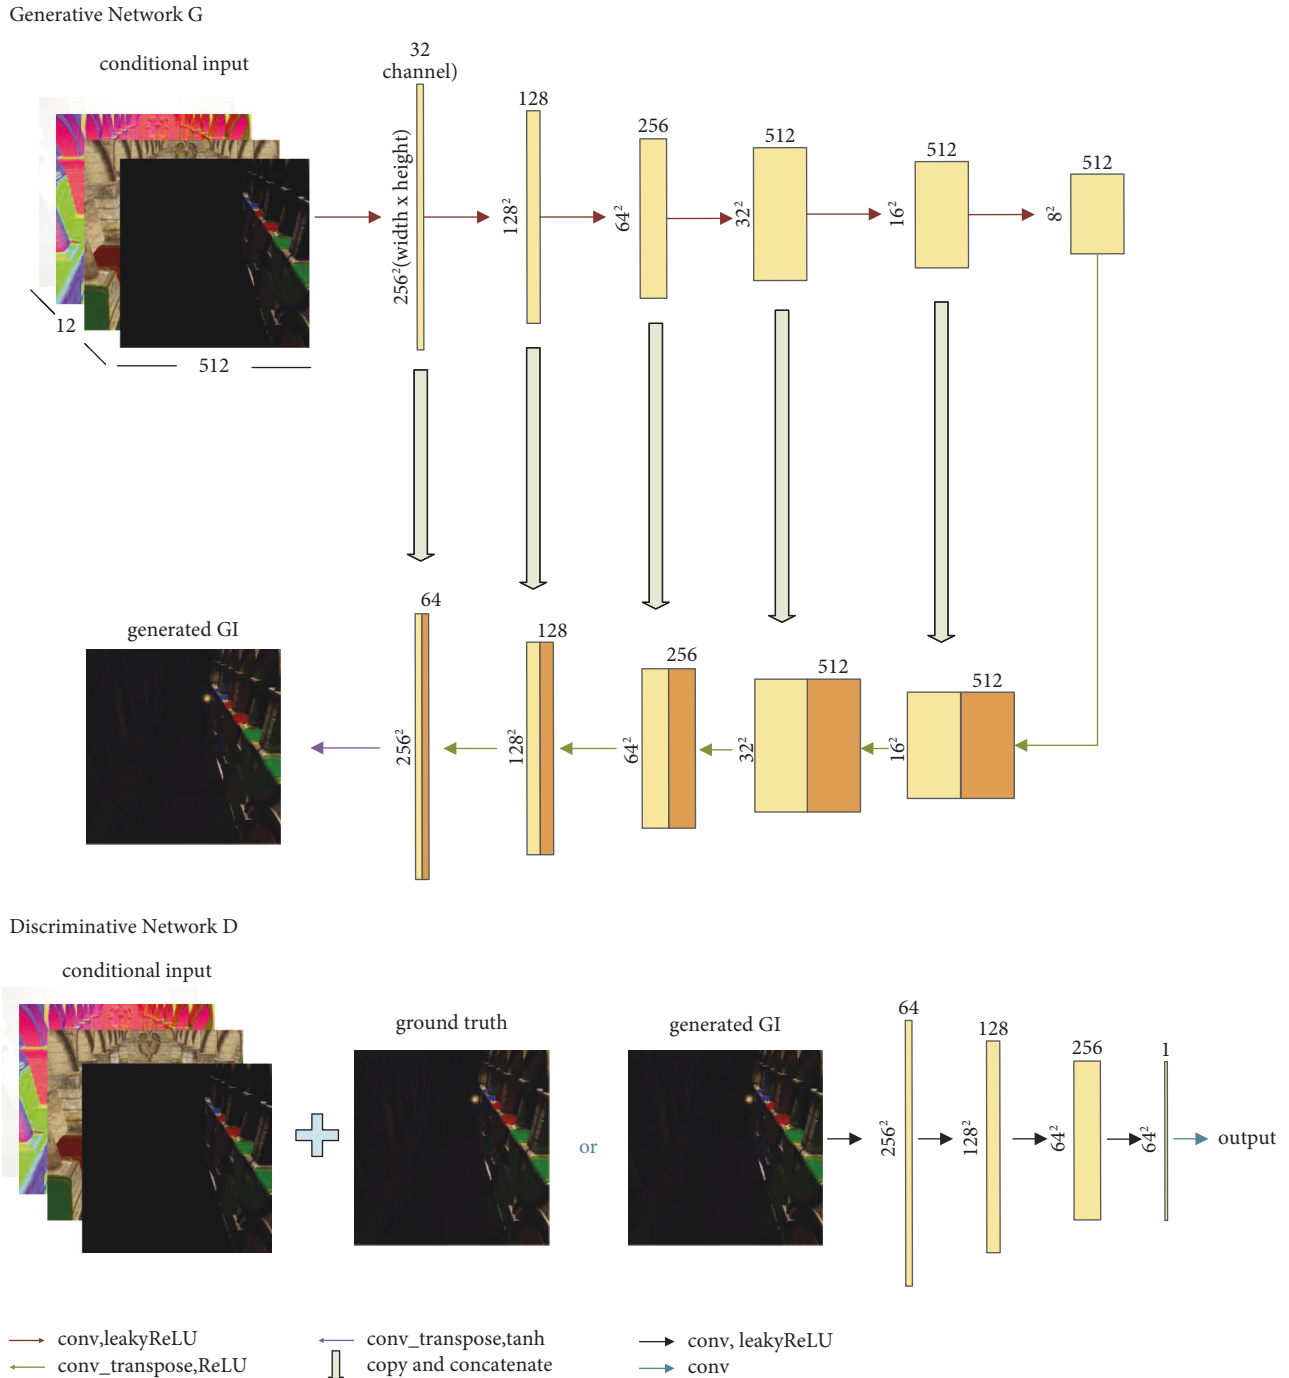 Generative Network G
conditional input
32
channel)
256²(width x height)
128
128²
256
64²
512
32²
512
16²
512
8²
12
512
generated GI
64
256²
128
128²
256
64²
512
32²
512
16²
Discriminative Network D
conditional input
ground truth
or
generated GI
64
256²
128
128²
256
64²
1
64²
output
conv,leakyReLU
conv_transpose,ReLU
conv_transpose,tanh
copy and concatenate
conv, leakyReLU
conv